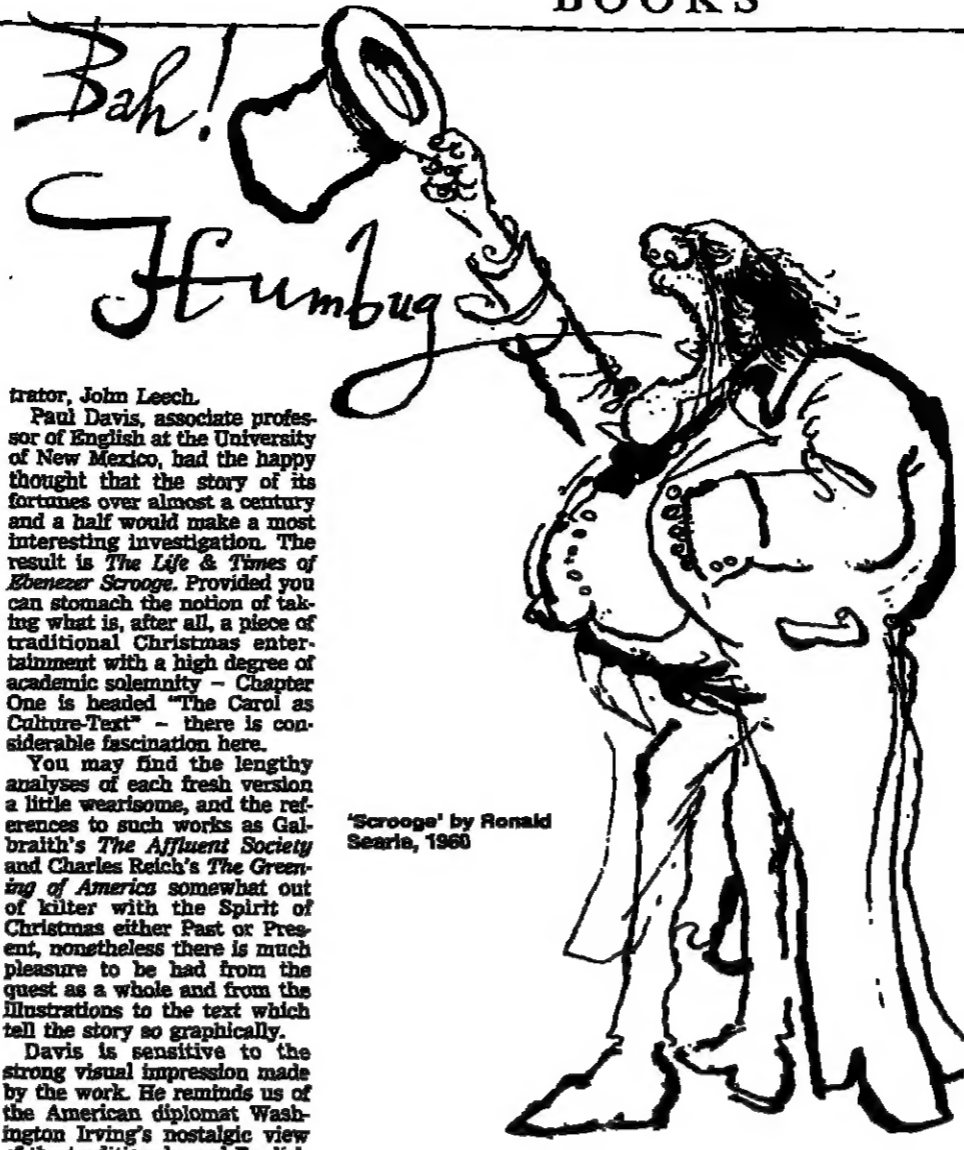 BOOKS
Bah!
Humbug
trator, John Leech.
Paul Davis, associate profes-
sor of English at the University
of New Mexico, had the happy
thought that the story of its
fortunes over almost a century
and a half would make a most
interesting investigation. The
result is The Life & Times of
Ebenezer Scrooge. Provided you
can stomach the notion of tak-
ing what is, after all, a piece of
traditional Christmas enter-
tainment with a high degree of
academic solemnity – Chapter
One is headed "The Carol as
Culture-Text" – there is con-
siderable fascination here.
You may find the lengthy
analyses of each fresh version
a little wearisome, and the ref-
erences to such works as Gal-
braith's The Affluent Society
and Charles Reich's The Green-
ing of America somewhat out
of kilter with the Spirit of
Christmas either Past or Pres-
ent, nonetheless there is much
pleasure to be had from the
quest as a whole and from the
illustrations to the text which
tell the story so graphically.
Davis is sensitive to the
strong visual impression made
by the work. He reminds us of
the American diplomat Wash-
ington Irving's nostalgic view
'Scrooge' by Ronald
Searle, 1960